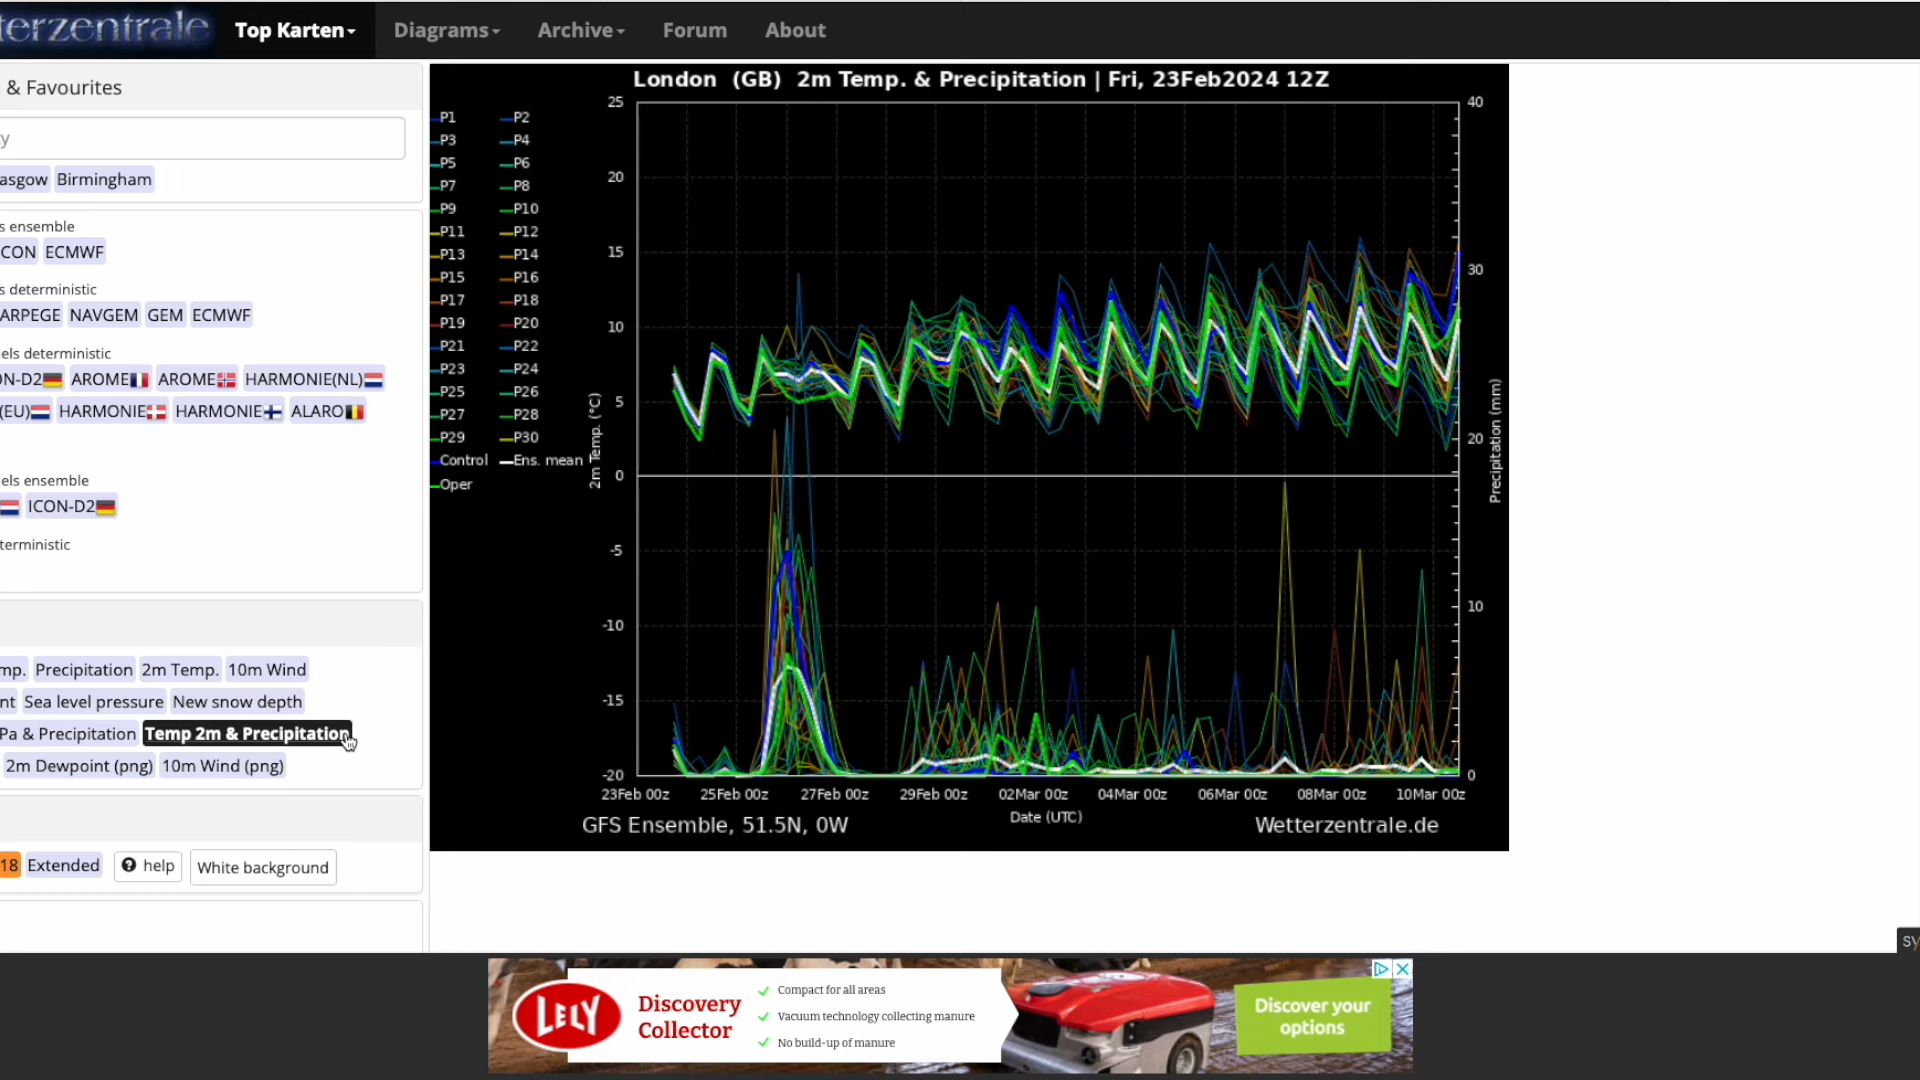 terzentrale
Top Karten
Diagrams
Archive
Forum
About
& Favourites
y
asgow Birmingham
s ensemble
CON ECMWF
s deterministic
ARPEGE NAVGEM GEM ECMWF
els deterministic
ON-D2 AROME AROME HARMONIE(NL)
(EU) HARMONIE HARMONIE ALARO
els ensemble
ICON-D2
terministic
mp. Precipitation 2m Temp. 10m Wind
nt Sea level pressure New snow depth
Pa & Precipitation Temp 2m & Precipitation
2m Dewpoint (png) 10m Wind (png)
18 Extended help White background
London (GB) 2m Temp. & Precipitation | Fri, 23Feb2024 12Z
P1 P2
P3 P4
P5 P6
P7 P8
P9 P10
P11 P12
P13 P14
P15 P16
P17 P18
P19 P20
P21 P22
P23 P24
P25 P26
P27 P28
P29 P30
Control Ens. mean
Oper
25
20
15
10
5
0
-5
-10
-15
-20
2m Temp. (°C)
40
30
20
10
0
Precipitation (mm)
23Feb 00z 25Feb 00z 27Feb 00z 29Feb 00z 02Mar 00z 04Mar 00z 06Mar 00z 08Mar 00z 10Mar 00z
Date (UTC)
GFS Ensemble, 51.5N, 0W
Wetterzentrale.de
sy
LELY
Discovery
Collector
Compact for all areas
Vacuum technology collecting manure
No build-up of manure
Discover your
options